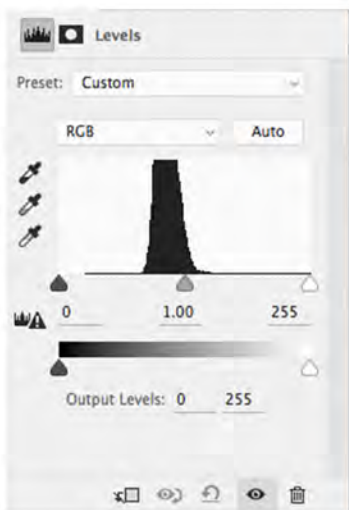 Levels
Preset: Custom
RGB Auto
0 1.00 255
Output Levels: 0 255